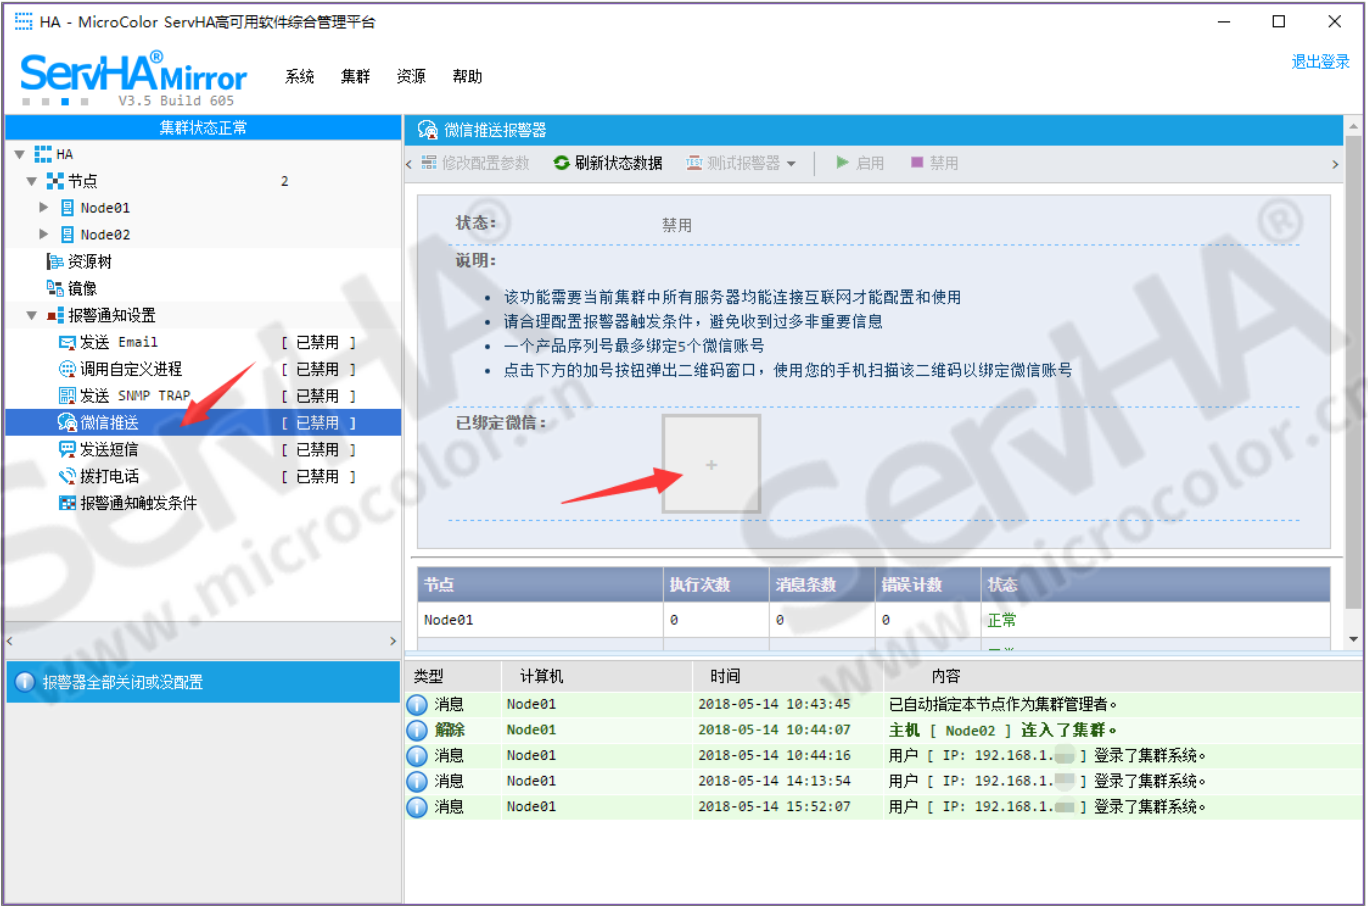 HA - MicroColor ServHA高可用软件综合管理平台
ServHA® Mirror
V3.5 Build 605
系统 集群 资源 帮助
退出登录
集群状态正常
HA
节点 2
Node01
Node02
资源树
镜像
报警通知设置
发送 Email [ 已禁用 ]
调用自定义进程 [ 已禁用 ]
发送 SNMP TRAP [ 已禁用 ]
微信推送 [ 已禁用 ]
发送短信 [ 已禁用 ]
拨打电话 [ 已禁用 ]
报警通知触发条件
报警器全部关闭或没配置
微信推送报警器
修改配置参数 刷新状态数据 TEST 测试报警器 启用 禁用
状态： 禁用
说明：
• 该功能需要当前集群中所有服务器均能连接互联网才能配置和使用
• 请合理配置报警器触发条件，避免收到过多非重要信息
• 一个产品序列号最多绑定5个微信账号
• 点击下方的加号按钮弹出二维码窗口，使用您的手机扫描该二维码以绑定微信账号
已绑定微信： +
节点 执行次数 消息条数 错误计数 状态
Node01 0 0 0 正常
类型 计算机 时间 内容
消息 Node01 2018-05-14 10:43:45 已自动指定本节点作为集群管理者。
解除 Node01 2018-05-14 10:44:07 主机 [ Node02 ] 连入了集群。
消息 Node01 2018-05-14 10:44:16 用户 [ IP: 192.168.1. ] 登录了集群系统。
消息 Node01 2018-05-14 14:13:54 用户 [ IP: 192.168.1. ] 登录了集群系统。
消息 Node01 2018-05-14 15:52:07 用户 [ IP: 192.168.1. ] 登录了集群系统。
ServHA®
www.microcolor.cn
ServHA®
www.microcolor.cn